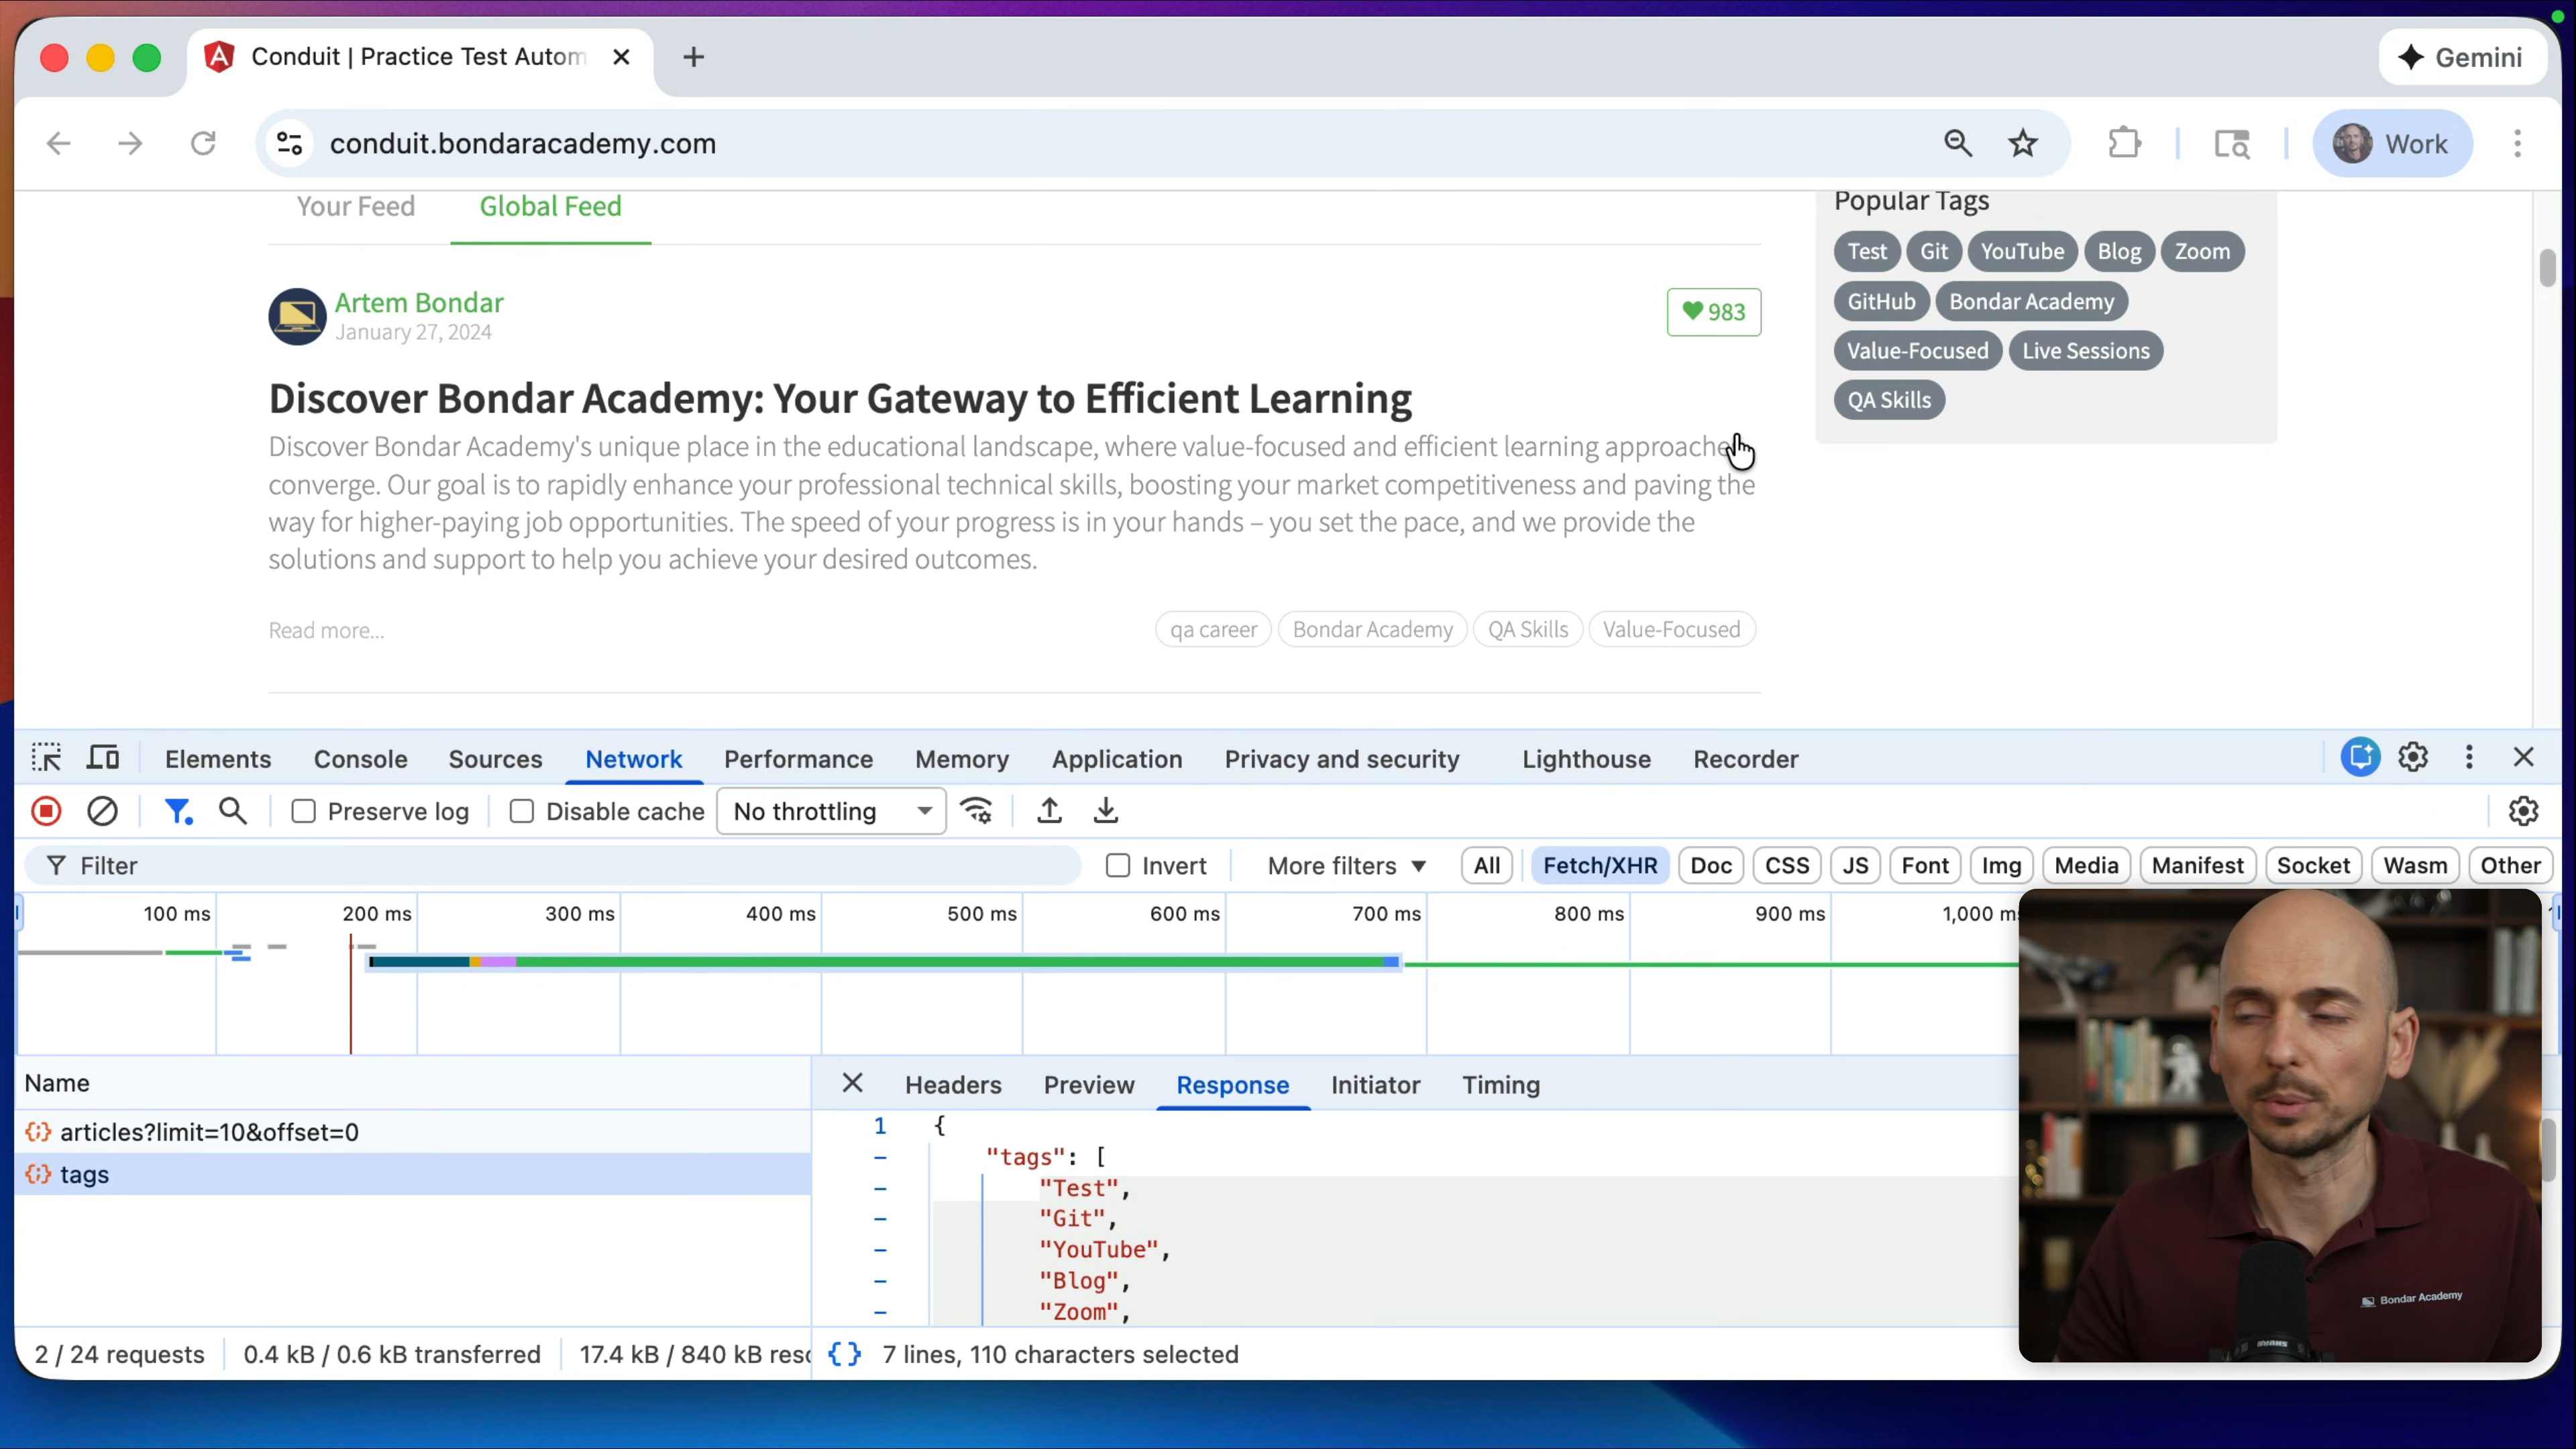 Conduit | Practice Test Autom
Gemini
conduit.bondaracademy.com
Work
Your Feed
Global Feed
Popular Tags
Test
Git
YouTube
Blog
Zoom
GitHub
Bondar Academy
Value-Focused
Live Sessions
QA Skills
Artem Bondar
January 27, 2024
983
Discover Bondar Academy: Your Gateway to Efficient Learning
Discover Bondar Academy's unique place in the educational landscape, where value-focused and efficient learning approache
converge. Our goal is to rapidly enhance your professional technical skills, boosting your market competitiveness and paving the
way for higher-paying job opportunities. The speed of your progress is in your hands – you set the pace, and we provide the
solutions and support to help you achieve your desired outcomes.
Read more...
qa career
Bondar Academy
QA Skills
Value-Focused
Elements
Console
Sources
Network
Performance
Memory
Application
Privacy and security
Lighthouse
Recorder
Preserve log
Disable cache
No throttling
Filter
Invert
More filters
All
Fetch/XHR
Doc
CSS
JS
Font
Img
Media
Manifest
Socket
Wasm
Other
100 ms
200 ms
300 ms
400 ms
500 ms
600 ms
700 ms
800 ms
900 ms
1,000 m
Name
Headers
Preview
Response
Initiator
Timing
articles?limit=10&offset=0
tags
1 {
– "tags": [
– "Test",
– "Git",
– "YouTube",
– "Blog",
– "Zoom",
2 / 24 requests
0.4 kB / 0.6 kB transferred
17.4 kB / 840 kB reso
{ } 7 lines, 110 characters selected
Bondar Academy